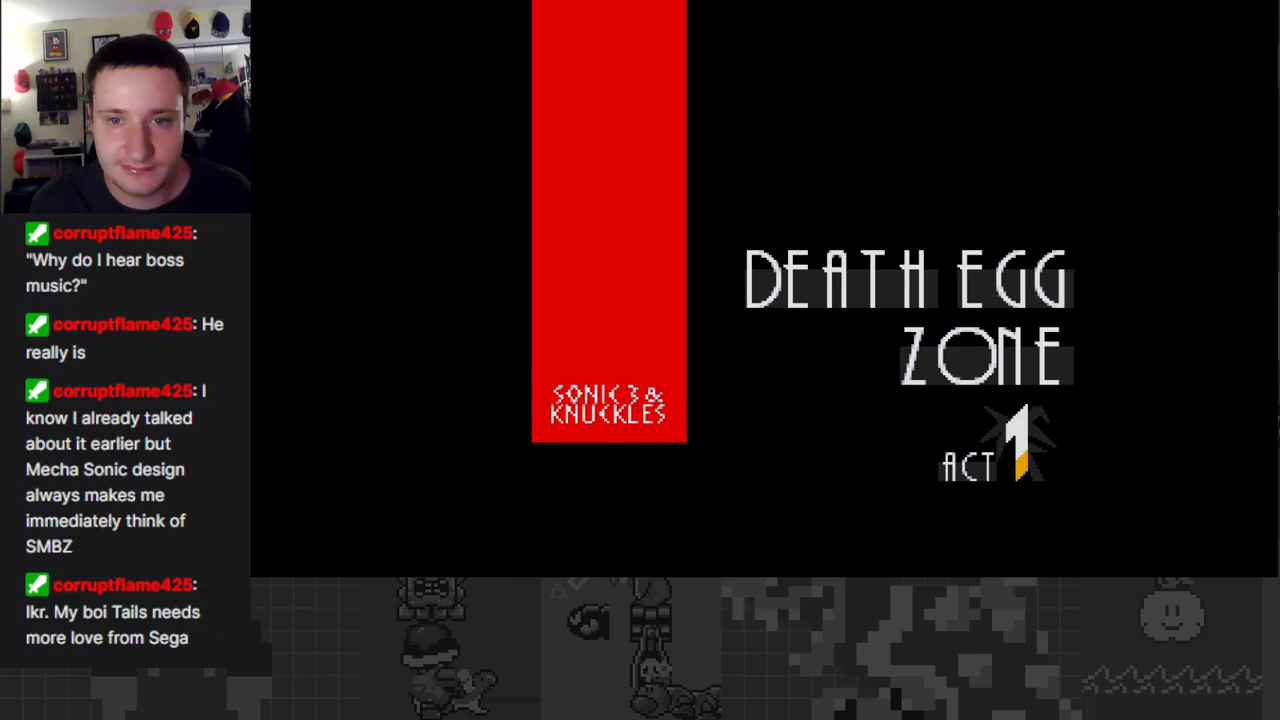 corruptflame425:
"Why do I hear boss
music?"
corruptflame425: He
really is
corruptflame425: I
know I already talked
about it earlier but
Mecha Sonic design
always makes me
immediately think of
SMBZ
corruptflame425:
Ikr. My boi Tails needs
more love from Sega
SONIC 3 &
KNUCKLES
DEATH EGG
ZONE
ACT 1